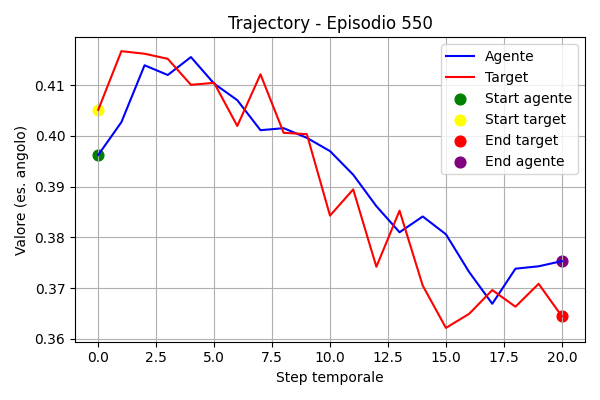 Trajectory - Episodio 550
Valore (es. angolo)
0.41
0.40
0.39
0.38
0.37
0.36
Agente
Target
Start agente
Start target
End target
End agente
0.0 2.5 5.0 7.5 10.0 12.5 15.0 17.5 20.0
Step temporale